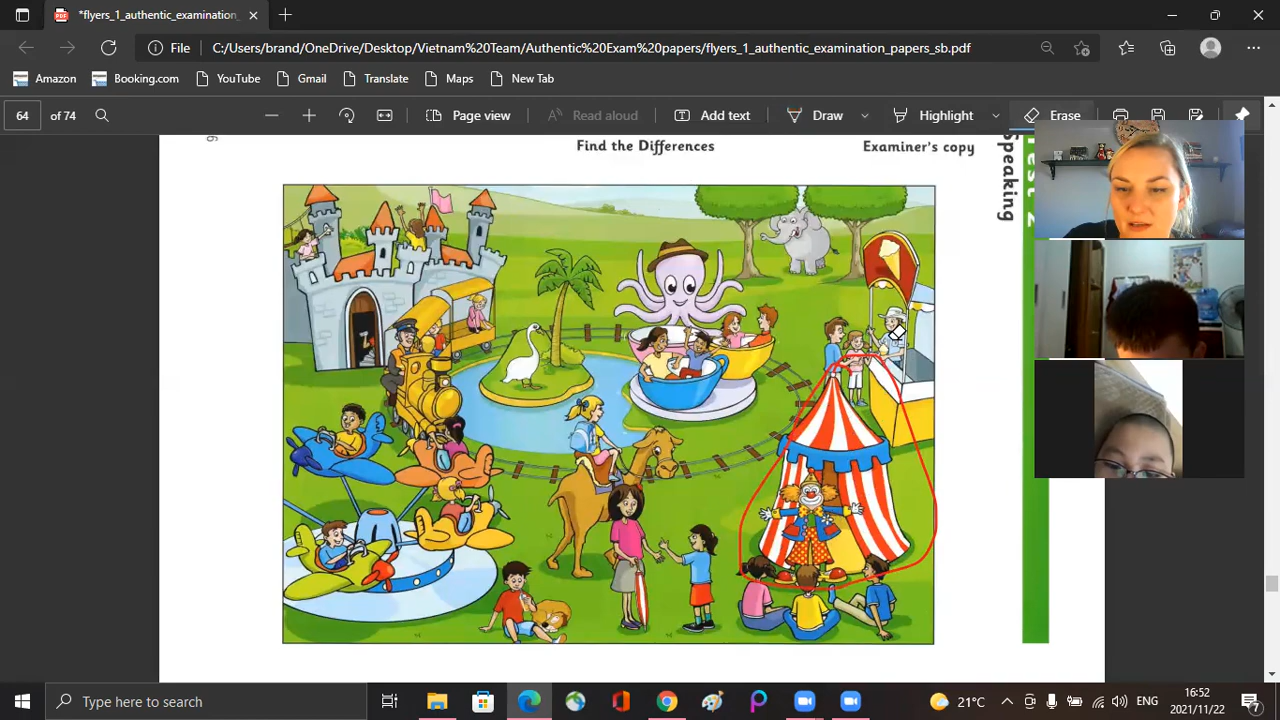 *flyers_1_authentic_examination_
File
C:/Users/brand/OneDrive/Desktop/Vietnam%20Team/Authentic%20Exam%20papers/flyers_1_authentic_examination_papers_sb.pdf
Amazon
Booking.com
YouTube
Gmail
Translate
Maps
New Tab
64 of 74
Page view
Read aloud
Add text
Draw
Highlight
Erase
Find the Differences
Examiner's copy
Speaking
Type here to search
21°C
ENG
16:52
2021/11/22
7